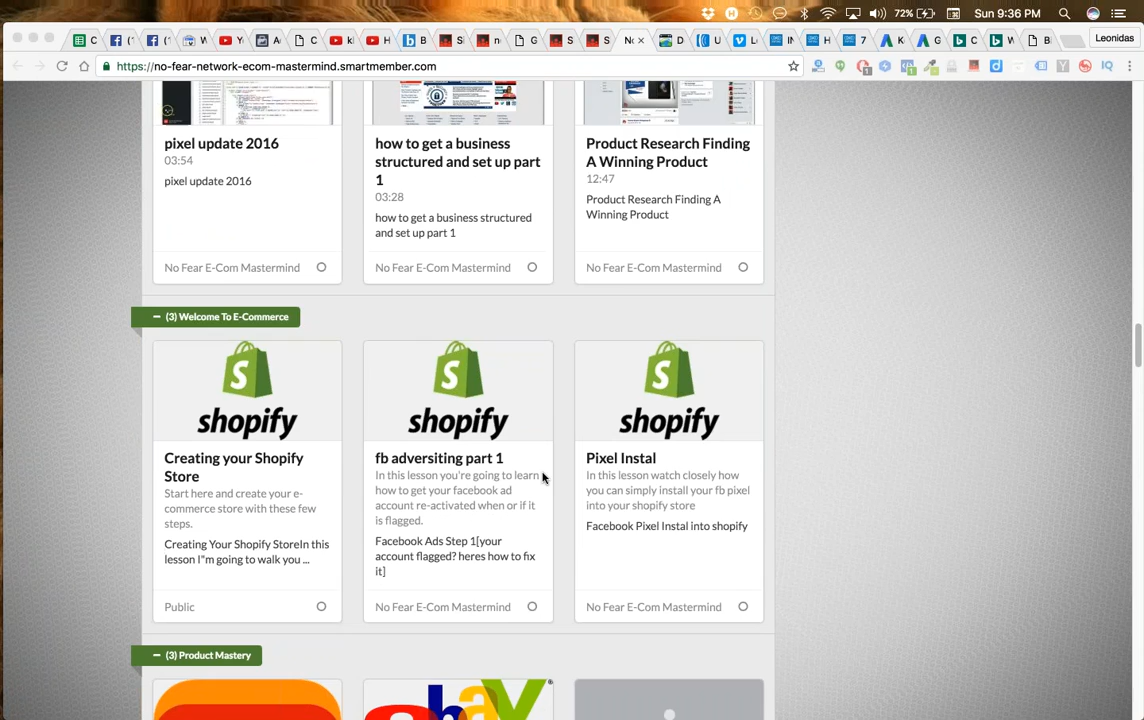 72%
Sun 9:36 PM
Leonidas
https://no-fear-network-ecom-mastermind.smartmember.com
pixel update 2016
03:54
pixel update 2016
No Fear E-Com Mastermind
how to get a business
structured and set up part
1
03:28
how to get a business structured
and set up part 1
No Fear E-Com Mastermind
Product Research Finding
A Winning Product
12:47
Product Research Finding A
Winning Product
No Fear E-Com Mastermind
– (3) Welcome To E-Commerce
S
shopify
Creating your Shopify
Store
Start here and create your e-
commerce store with these few
steps.
Creating Your Shopify StoreIn this
lesson I"m going to walk you ...
Public
S
shopify
fb adversiting part 1
In this lesson you're going to learn
how to get your facebook ad
account re-activated when or if it
is flagged.
Facebook Ads Step 1[your
account flagged? heres how to fix
it]
No Fear E-Com Mastermind
S
shopify
Pixel Instal
In this lesson watch closely how
you can simply install your fb pixel
into your shopify store
Facebook Pixel Instal into shopify
No Fear E-Com Mastermind
– (3) Product Mastery
ebay